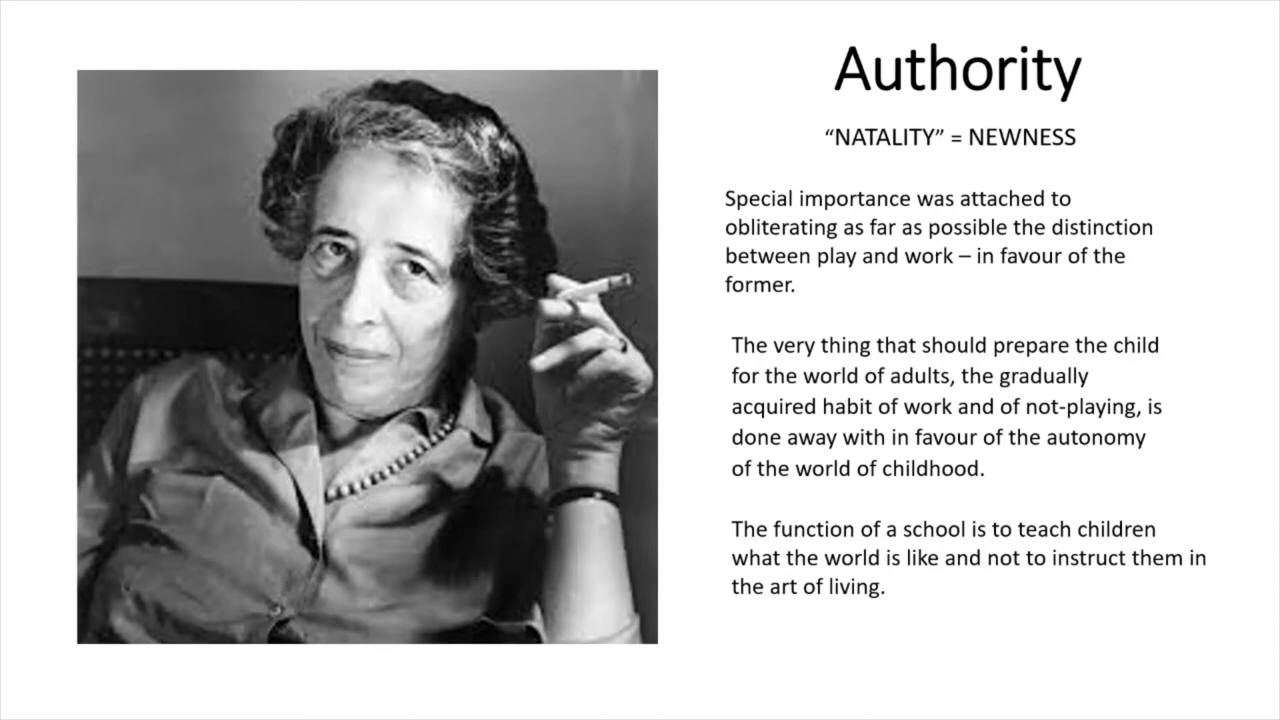 Authority
“NATALITY” = NEWNESS
Special importance was attached to
obliterating as far as possible the distinction
between play and work – in favour of the
former.
The very thing that should prepare the child
for the world of adults, the gradually
acquired habit of work and of not-playing, is
done away with in favour of the autonomy
of the world of childhood.
The function of a school is to teach children
what the world is like and not to instruct them in
the art of living.